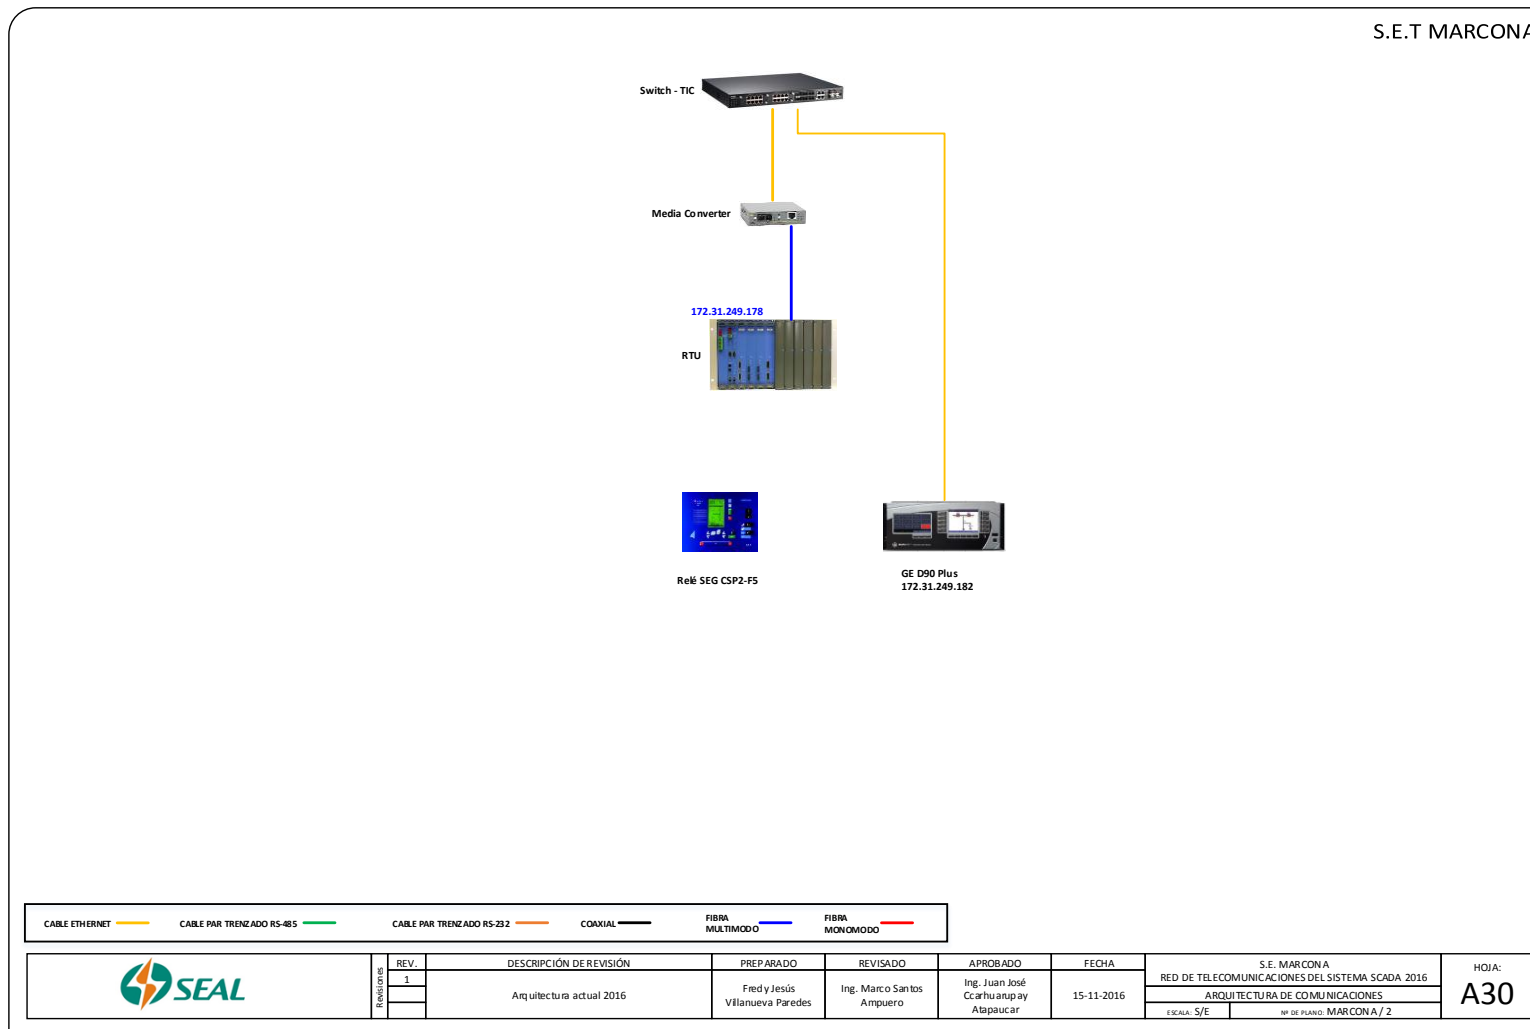 S.E.T MARCONA
Switch - TIC
Media Converter
172.31.249.178
RTU
Relé SEG CSP2-F5
GE D90 Plus
172.31.249.182
CABLE ETHERNET
CABLE PAR TRENZADO RS-485
CABLE PAR TRENZADO RS-232
COAXIAL
FIBRA
MULTIMODO
FIBRA
MONOMODO
SEAL
Revisiones
REV.
DESCRIPCIÓN DE REVISIÓN
PREPARADO
REVISADO
APROBADO
FECHA
1
Arquitectura actual 2016
Fredy Jesús
Villanueva Paredes
Ing. Marco Santos
Ampuero
Ing. Juan José
Ccarhuarupay
Atapaucar
15-11-2016
S.E. MARCONA
RED DE TELECOMUNICACIONES DEL SISTEMA SCADA 2016
ARQUITECTURA DE COMUNICACIONES
ESCALA: S/E
Nº DE PLANO: MARCONA / 2
HOJA:
A30